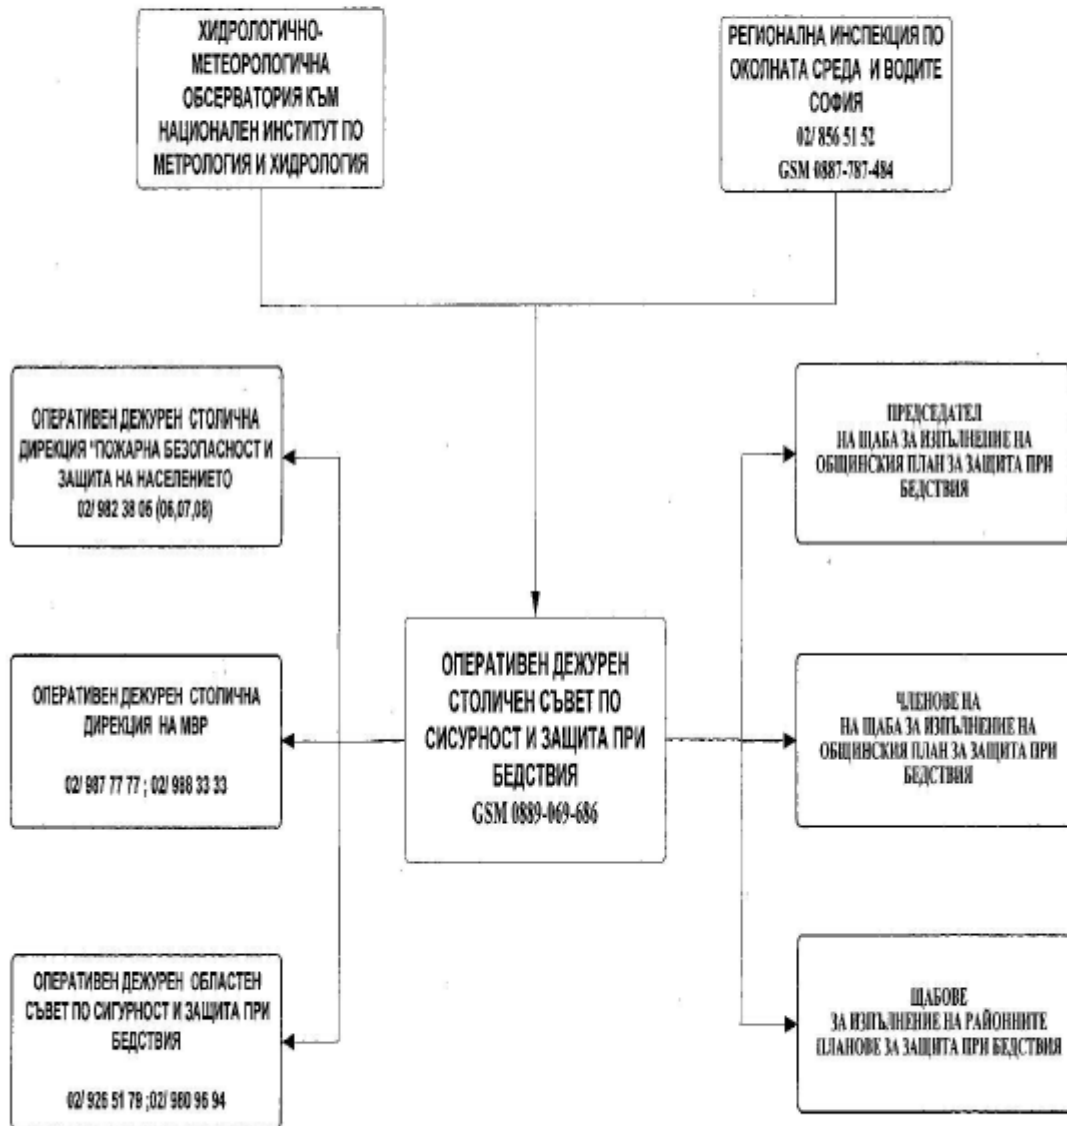 ХИДРОЛОГИЧНО-
МЕТЕОРОЛОГИЧНА
ОБСЕРВАТОРИЯ КЪМ
НАЦИОНАЛЕН ИНСТИТУТ ПО
МЕТРОЛОГИЯ И ХИДРОЛОГИЯ
РЕГИОНАЛНА ИНСПЕКЦИЯ ПО
ОКОЛНАТА СРЕДА И ВОДИТЕ
СОФИЯ
02/ 856 51 52
GSM 0887-787-484
ОПЕРАТИВЕН ДЕЖУРЕН СТОЛИЧНА
ДИРЕКЦИЯ "ПОЖАРНА БЕЗОПАСНОСТ И
ЗАЩИТА НА НАСЕЛЕНИЕТО
02/ 982 38 06 (06,07,08)
ПРЕДСЕДАТЕЛ
НА ЩАБА ЗА ИЗПЪЛНЕНИЕ НА
ОБЩИНСКИЯ ПЛАН ЗА ЗАЩИТА ПРИ
БЕДСТВИЯ
ОПЕРАТИВЕН ДЕЖУРЕН СТОЛИЧНА
ДИРЕКЦИЯ НА МВР
02/ 987 77 77 ; 02/ 988 33 33
ОПЕРАТИВЕН ДЕЖУРЕН
СТОЛИЧЕН СЪВЕТ ПО
СИСУРНОСТ И ЗАЩИТА ПРИ
БЕДСТВИЯ
GSM 0889-069-686
ЧЛЕНОВЕ НА
НА ЩАБА ЗА ИЗПЪЛНЕНИЕ НА
ОБЩИНСКИЯ ПЛАН ЗА ЗАЩИТА ПРИ
БЕДСТВИЯ
ОПЕРАТИВЕН ДЕЖУРЕН ОБЛАСТЕН
СЪВЕТ ПО СИГУРНОСТ И ЗАЩИТА ПРИ
БЕДСТВИЯ
02/ 926 51 79 ;02/ 980 96 94
ЩАБОВЕ
ЗА ИЗПЪЛНЕНИЕ НА РАЙОННИТЕ
ПЛАНОВЕ ЗА ЗАЩИТА ПРИ БЕДСТВИЯ